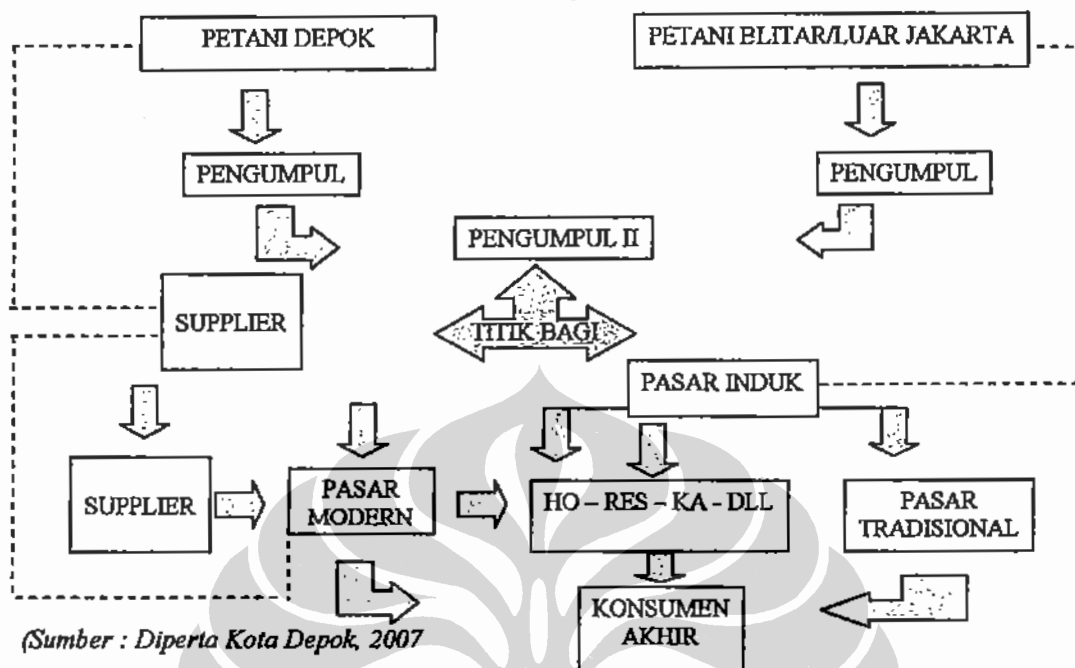 PETANI DEPOK
PETANI BLITAR/LUAR JAKARTA
PENGUMPUL
PENGUMPUL
PENGUMPUL II
SUPPLIER
TITIK BAGI
PASAR INDUK
SUPPLIER
PASAR
MODERN
HO – RES – KA - DLL
PASAR
TRADISIONAL
KONSUMEN
AKHIR
(Sumber : Diperta Kota Depok, 2007